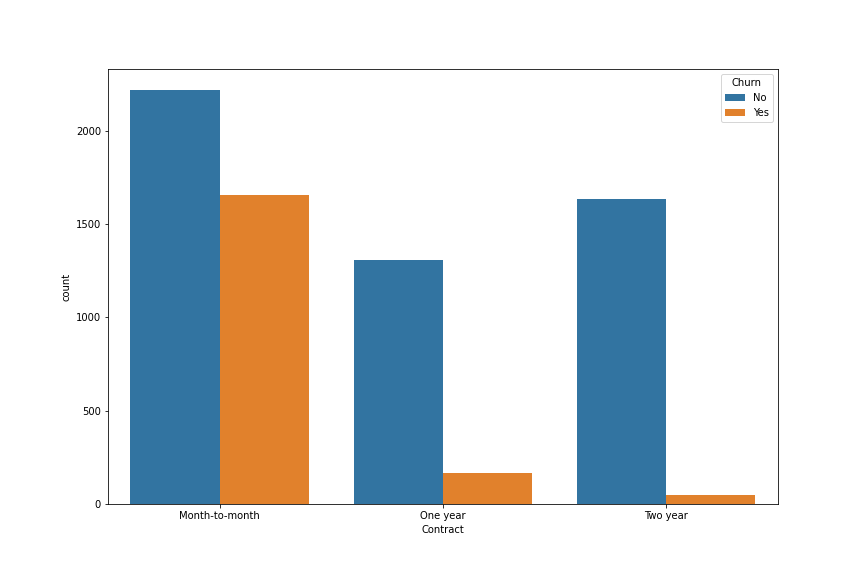 Churn
No
Yes
2000
1500
1000
500
0
count
Month-to-month
One year
Two year
Contract